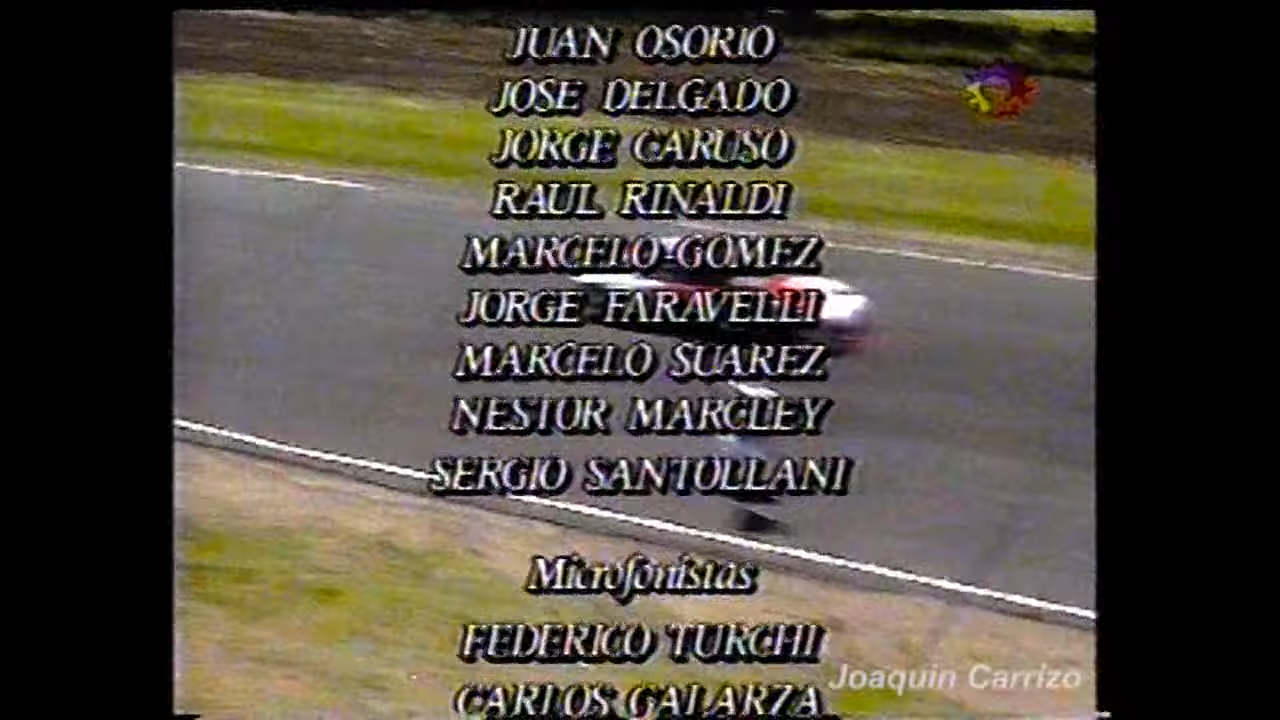 JUAN OSORIO
JOSE DELGADO
JORGE CARUSO
RAUL RINALDI
MARCELO GOMEZ
JORGE FARAVELLI
MARCELO SUAREZ
NESTOR MARCLEY
SERGIO SANTOLLANI
Microfonistas
FEDERICO TURCHI
Joaquin Carrizo
CARLOS GALARZA